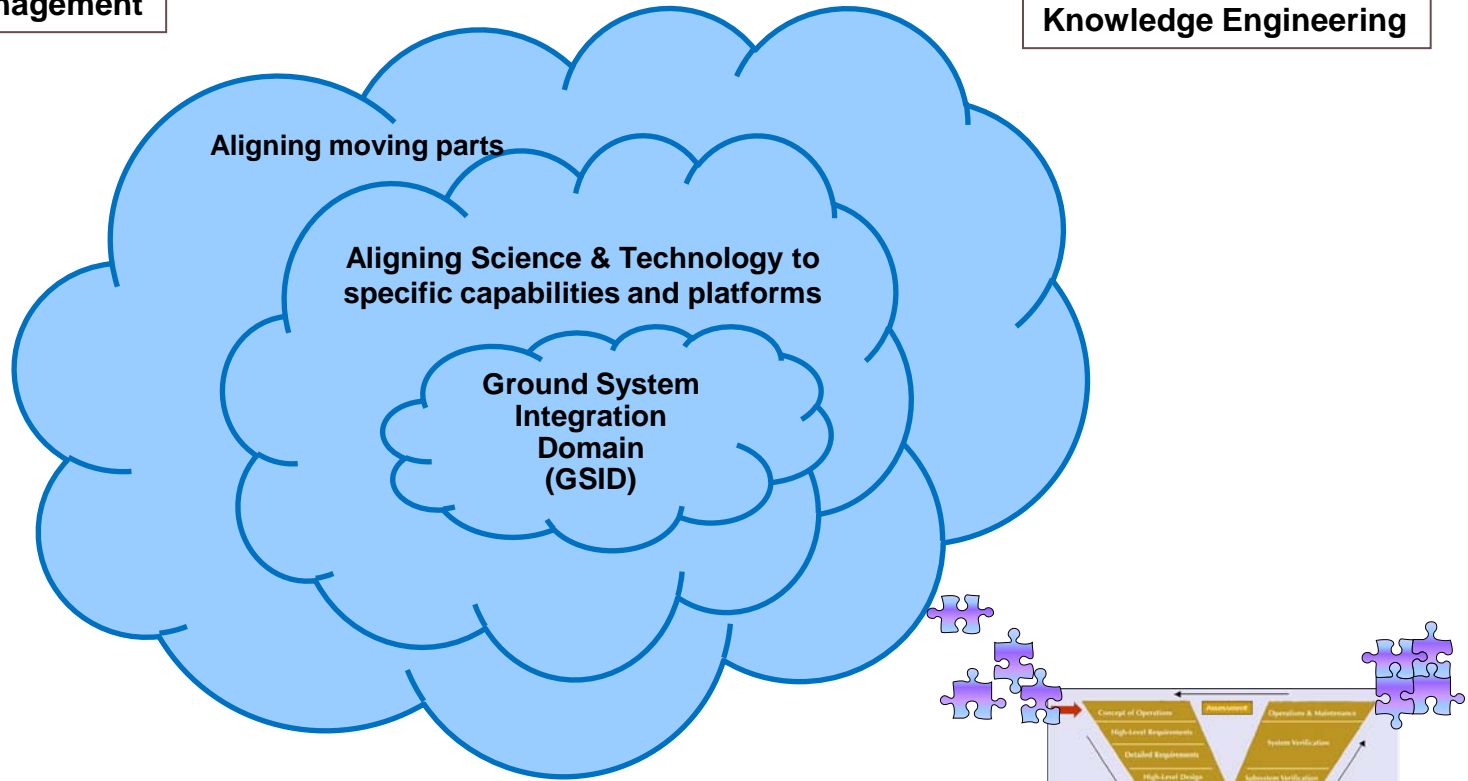 nagement
Knowledge Engineering
Aligning moving parts
Aligning Science & Technology to
specific capabilities and platforms
Ground System
Integration
Domain
(GSID)
Concept of Operations
Assessment
Operations & Maintenance
High-Level Requirements
System Verification
Detailed Requirements
High-Level Design
Subsystem Verification